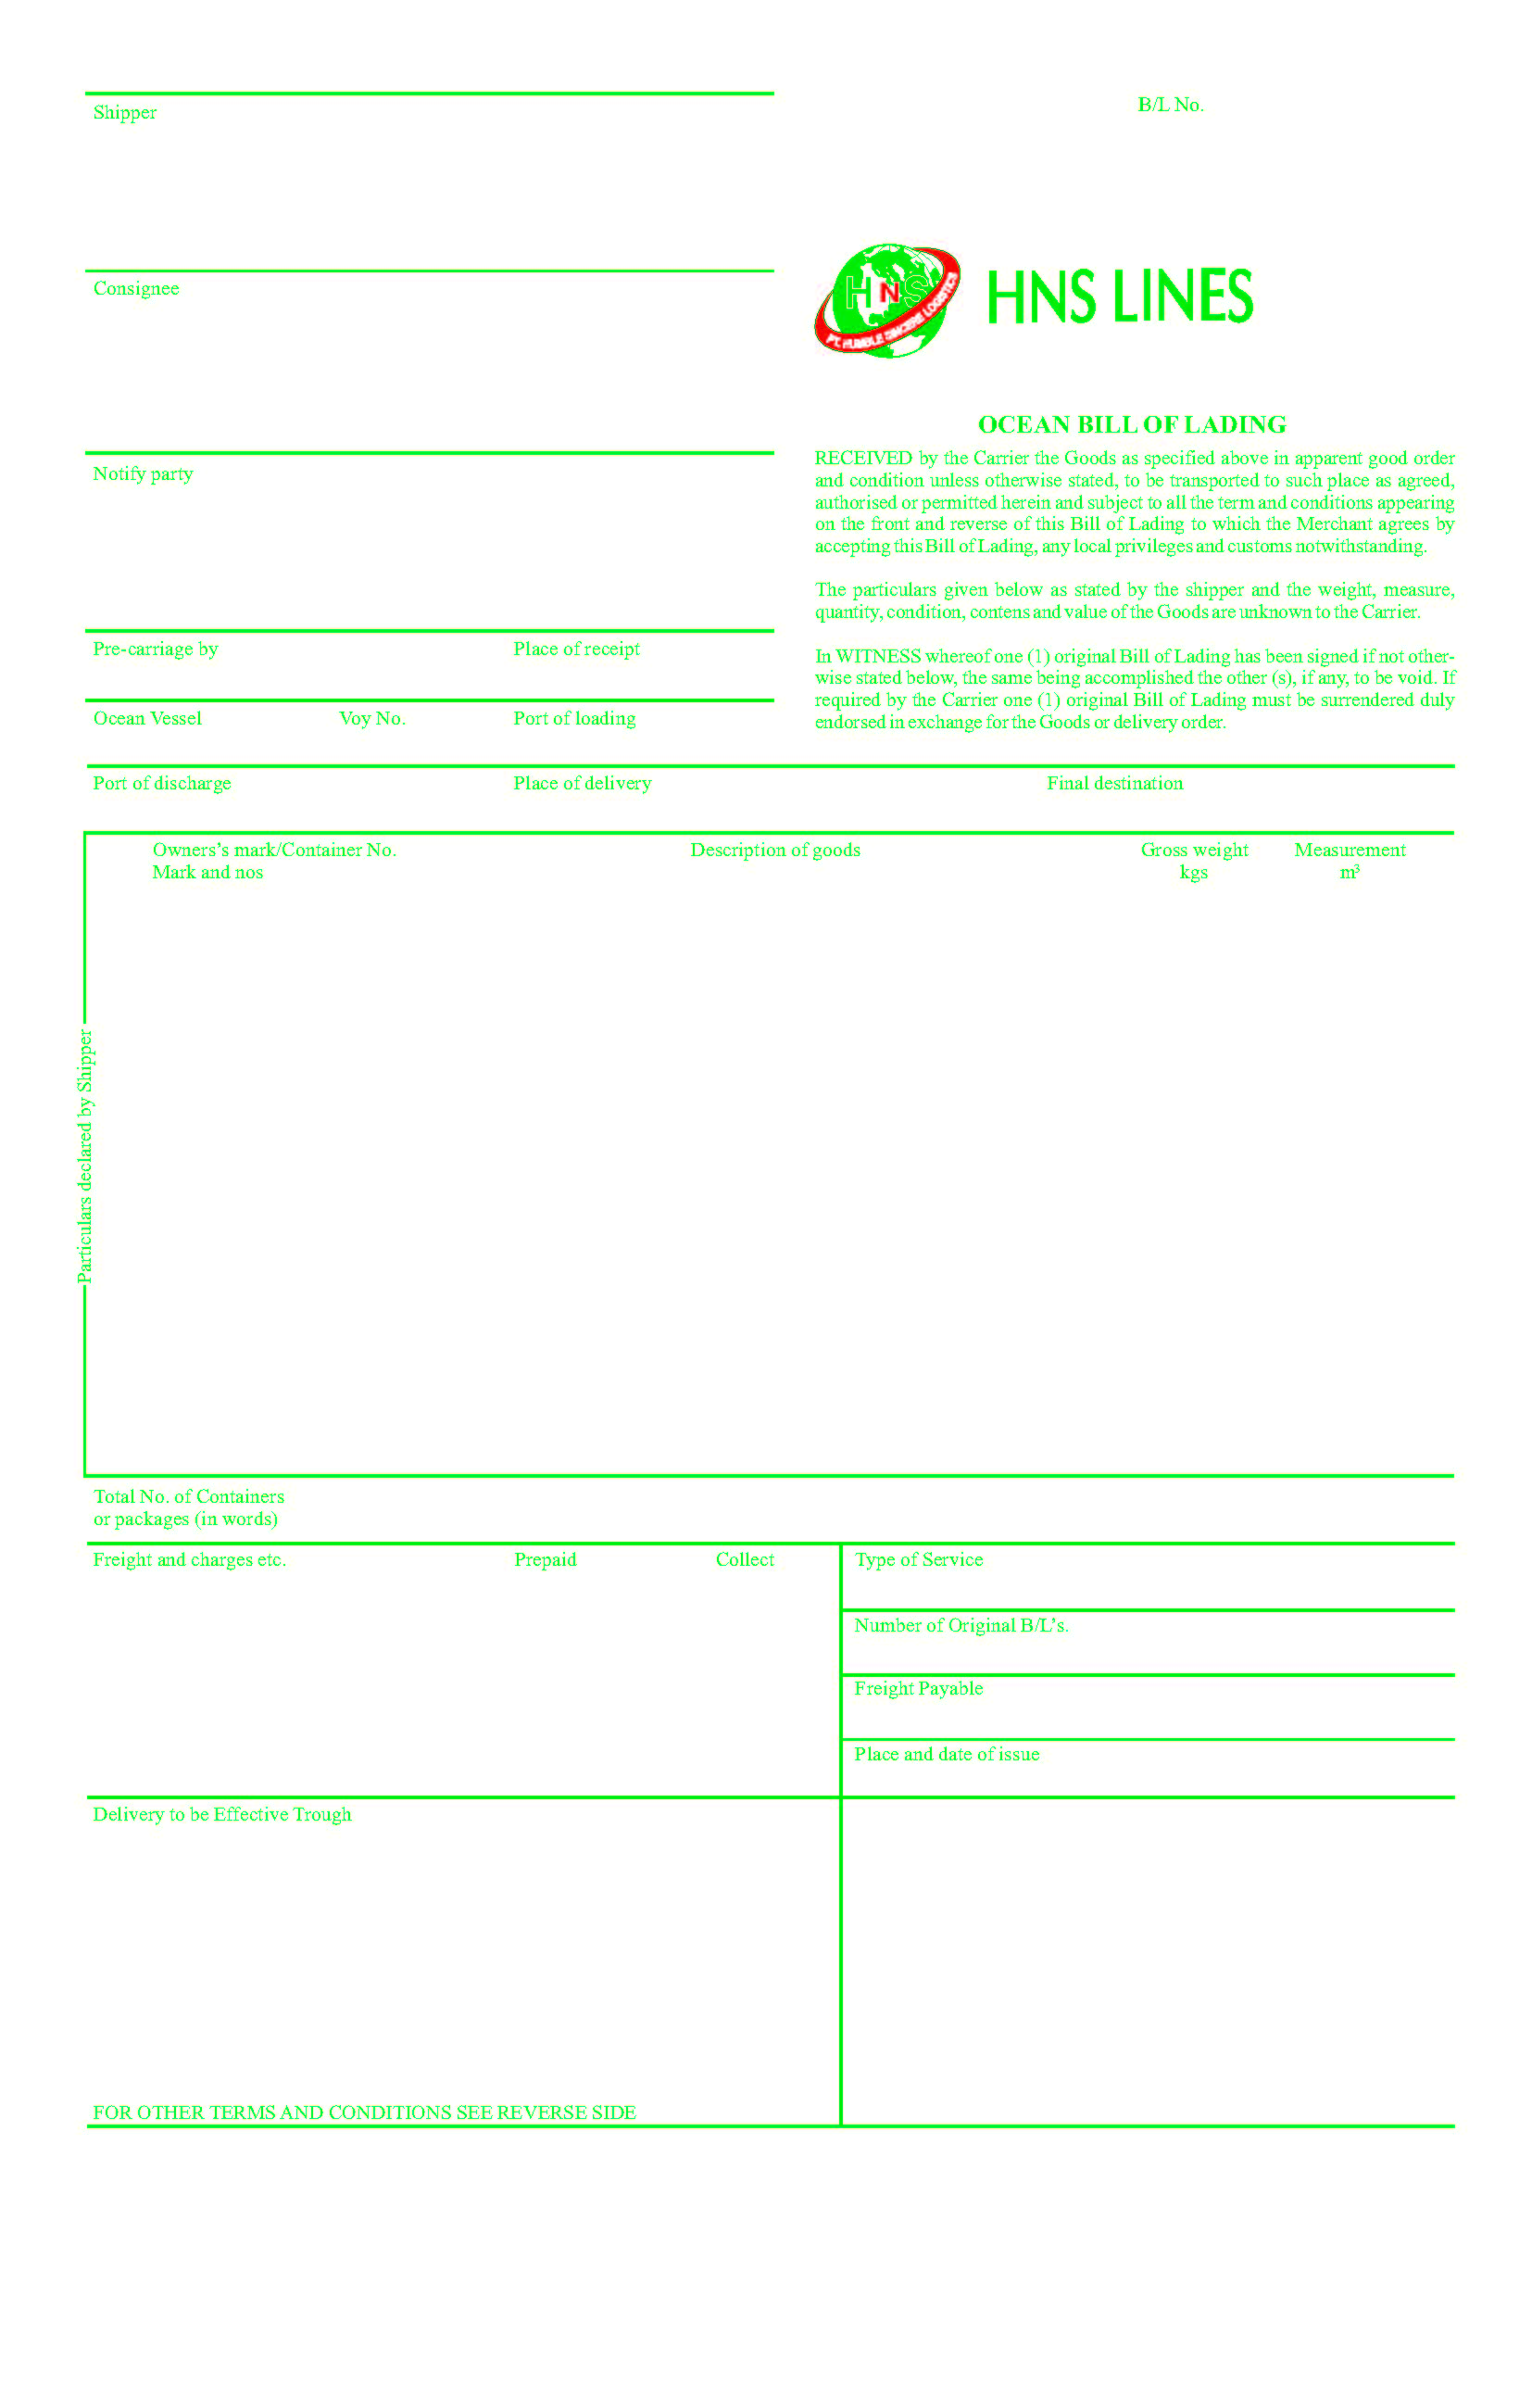 Shipper
B/L No.
Consignee
HNS
PT. HUMBLE SINCERE LOGISTICS
HNS LINES
OCEAN BILL OF LADING
Notify party
RECEIVED by the Carrier the Goods as specified above in apparent good order
and condition unless otherwise stated, to be transported to such place as agreed,
authorised or permitted herein and subject to all the term and conditions appearing
on the front and reverse of this Bill of Lading to which the Merchant agrees by
accepting this Bill of Lading, any local privileges and customs notwithstanding.
The particulars given below as stated by the shipper and the weight, measure,
quantity, condition, contens and value of the Goods are unknown to the Carrier.
In WITNESS whereof one (1) original Bill of Lading has been signed if not other-
wise stated below, the same being accomplished the other (s), if any, to be void. If
required by the Carrier one (1) original Bill of Lading must be surrendered duly
endorsed in exchange for the Goods or delivery order.
Pre-carriage by Place of receipt
Ocean Vessel Voy No. Port of loading
Port of discharge Place of delivery Final destination
Owners's mark/Container No. Description of goods Gross weight Measurement
Mark and nos kgs m³
Particulars declared by Shipper
Total No. of Containers
or packages (in words)
Freight and charges etc. Prepaid Collect Type of Service
Number of Original B/L's.
Freight Payable
Place and date of issue
Delivery to be Effective Trough
FOR OTHER TERMS AND CONDITIONS SEE REVERSE SIDE